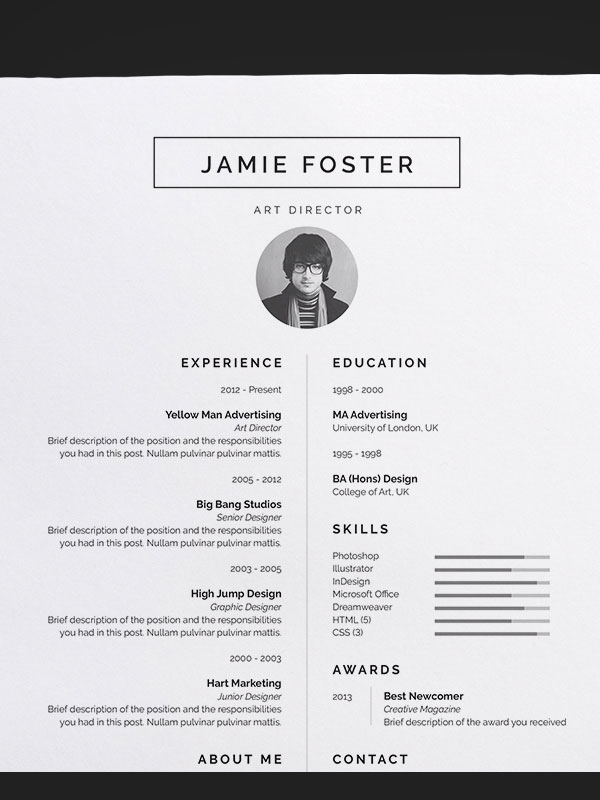 JAMIE FOSTER
ART DIRECTOR
EXPERIENCE
2012 - Present
Yellow Man Advertising
Art Director
Brief description of the position and the responsibilities
you had in this post. Nullam pulvinar pulvinar mattis.
2005 - 2012
Big Bang Studios
Senior Designer
Brief description of the position and the responsibilities
you had in this post. Nullam pulvinar pulvinar mattis.
2003 - 2005
High Jump Design
Graphic Designer
Brief description of the position and the responsibilities
you had in this post. Nullam pulvinar pulvinar mattis.
2000 - 2003
Hart Marketing
Junior Designer
Brief description of the position and the responsibilities
you had in this post. Nullam pulvinar pulvinar mattis.
ABOUT ME
EDUCATION
1998 - 2000
MA Advertising
University of London, UK
1995 - 1998
BA (Hons) Design
College of Art, UK
SKILLS
Photoshop
Illustrator
InDesign
Microsoft Office
Dreamweaver
HTML (5)
CSS (3)
AWARDS
2013
Best Newcomer
Creative Magazine
Brief description of the award you received
CONTACT